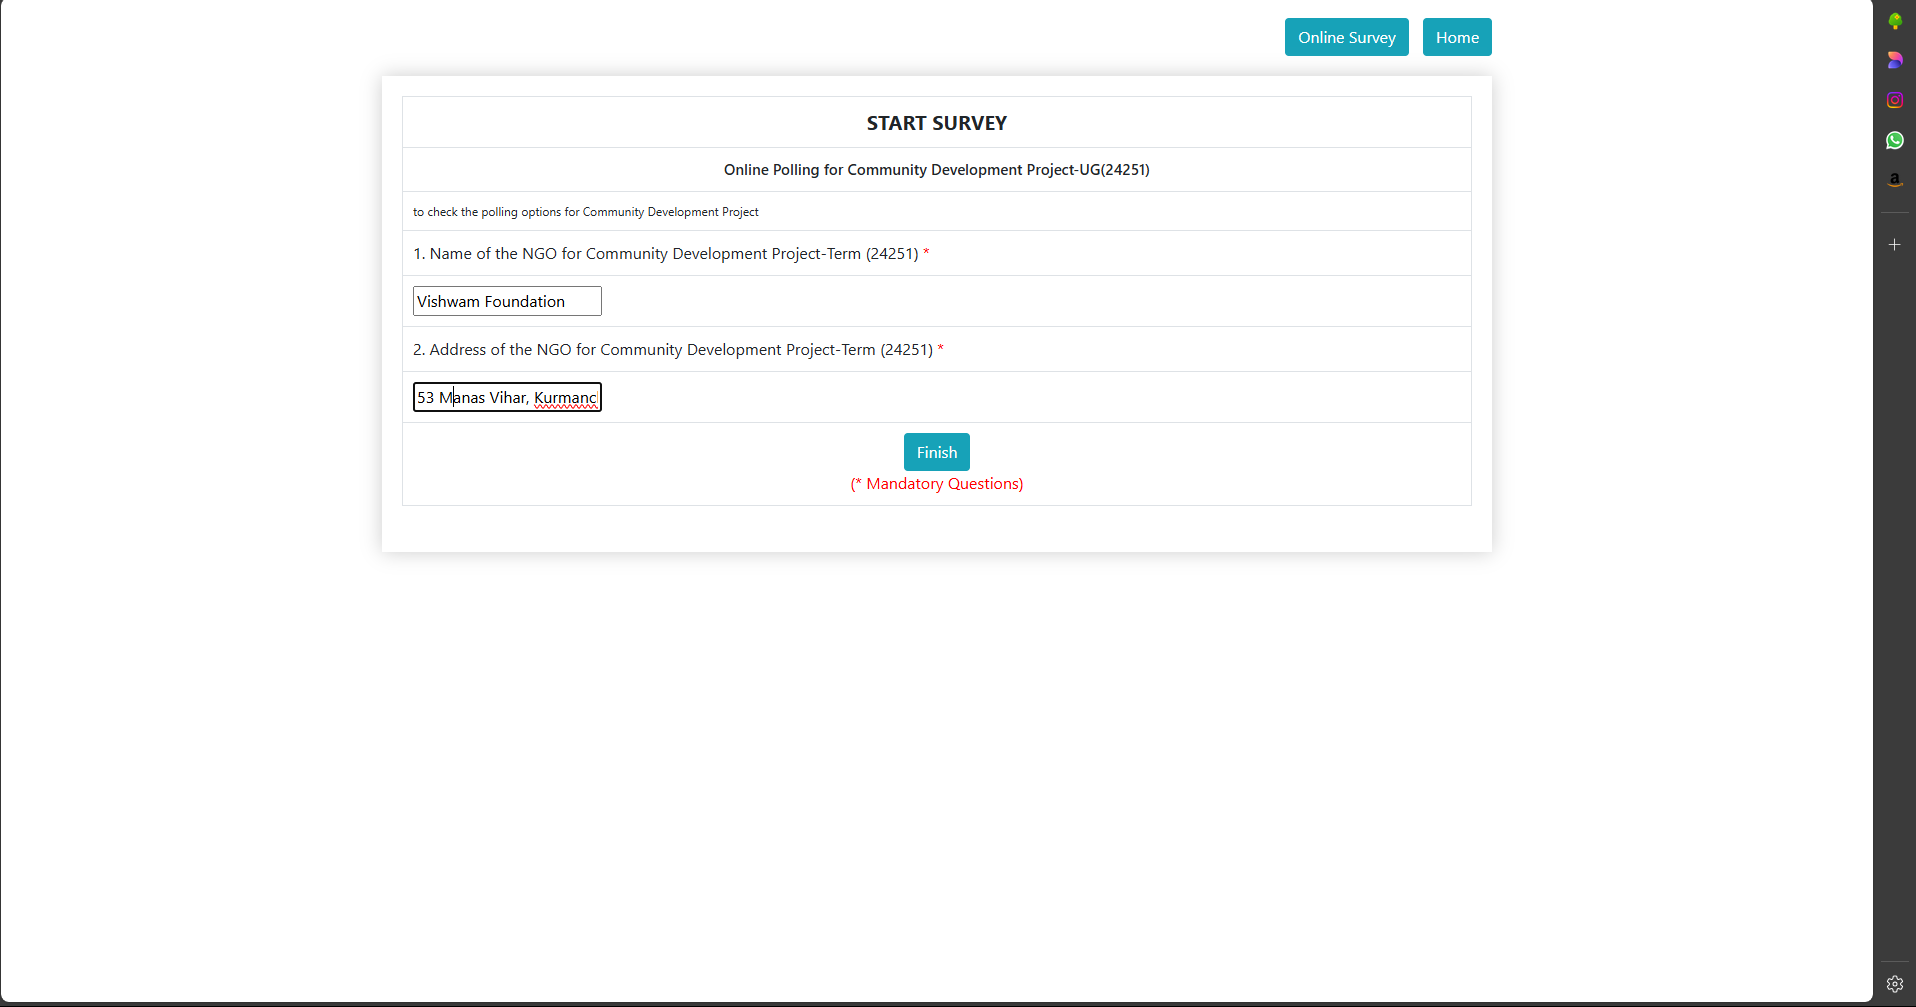 Online Survey Home
START SURVEY
Online Polling for Community Development Project-UG(24251)
to check the polling options for Community Development Project
1. Name of the NGO for Community Development Project-Term (24251) *
Vishwam Foundation
2. Address of the NGO for Community Development Project-Term (24251) *
53 Manas Vihar, Kurmanc
Finish
(* Mandatory Questions)